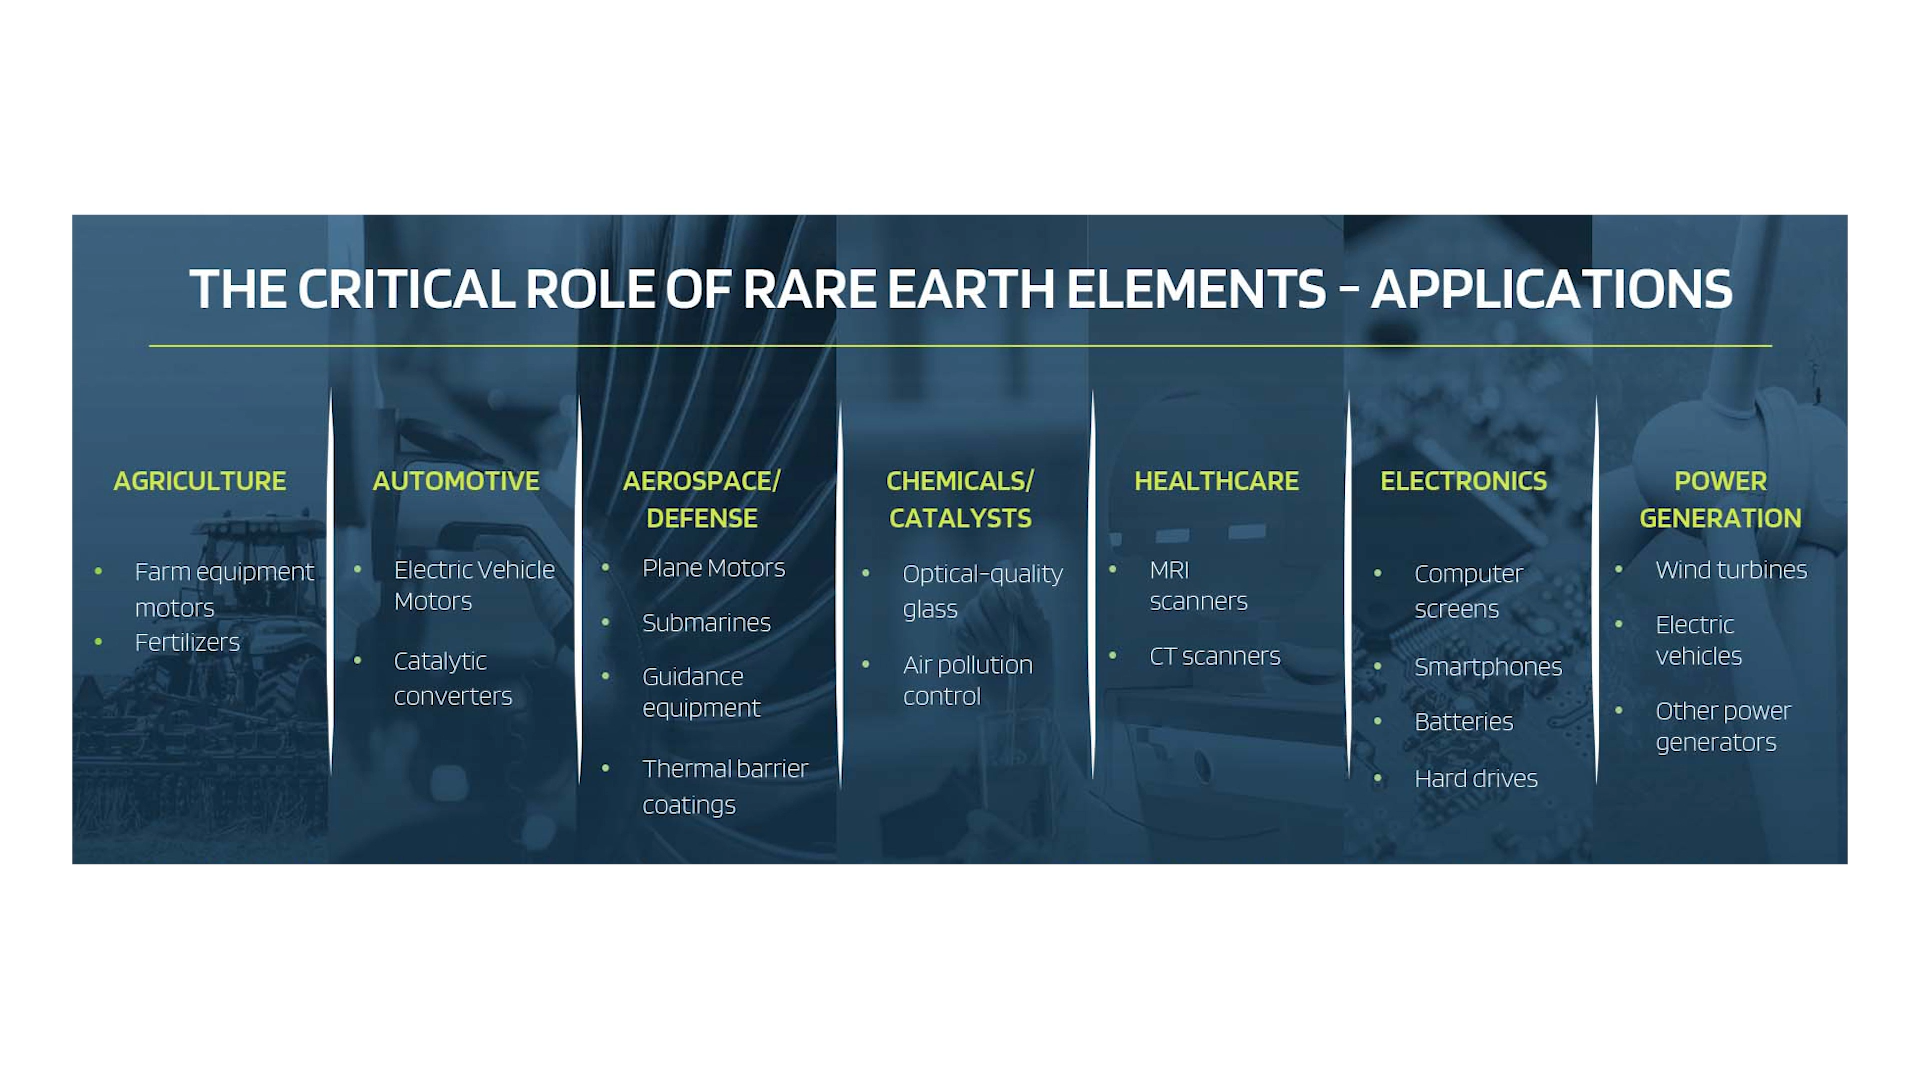 THE CRITICAL ROLE OF RARE EARTH ELEMENTS - APPLICATIONS
AGRICULTURE
• Farm equipment
motors
• Fertilizers
AUTOMOTIVE
• Electric Vehicle
Motors
• Catalytic
converters
AEROSPACE/
DEFENSE
• Plane Motors
• Submarines
• Guidance
equipment
• Thermal barrier
coatings
CHEMICALS/
CATALYSTS
• Optical-quality
glass
• Air pollution
control
HEALTHCARE
• MRI
scanners
• CT scanners
ELECTRONICS
• Computer
screens
• Smartphones
• Batteries
• Hard drives
POWER
GENERATION
• Wind turbines
• Electric
vehicles
• Other power
generators